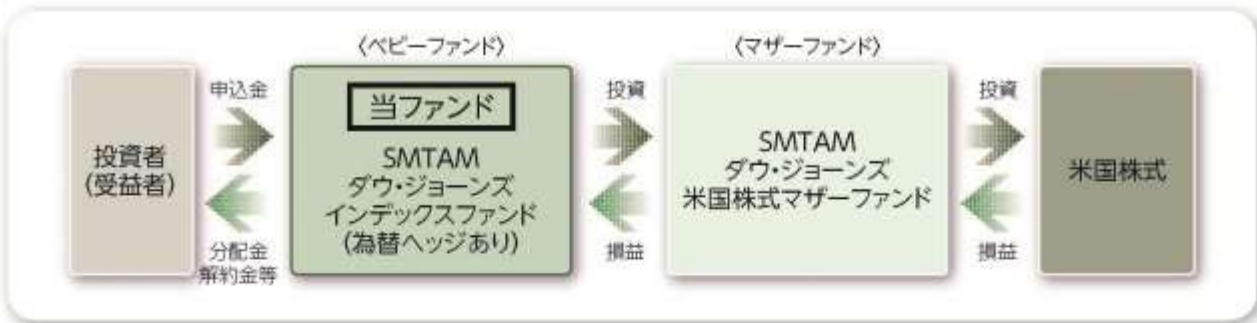 〈ベビーファンド〉
〈マザーファンド〉
投資者
(受益者)
申込金
分配金
解約金等
当ファンド
SMTAM
ダウ・ジョーンズ
インデックスファンド
(為替ヘッジあり)
投資
損益
SMTAM
ダウ・ジョーンズ
米国株式マザーファンド
投資
損益
米国株式